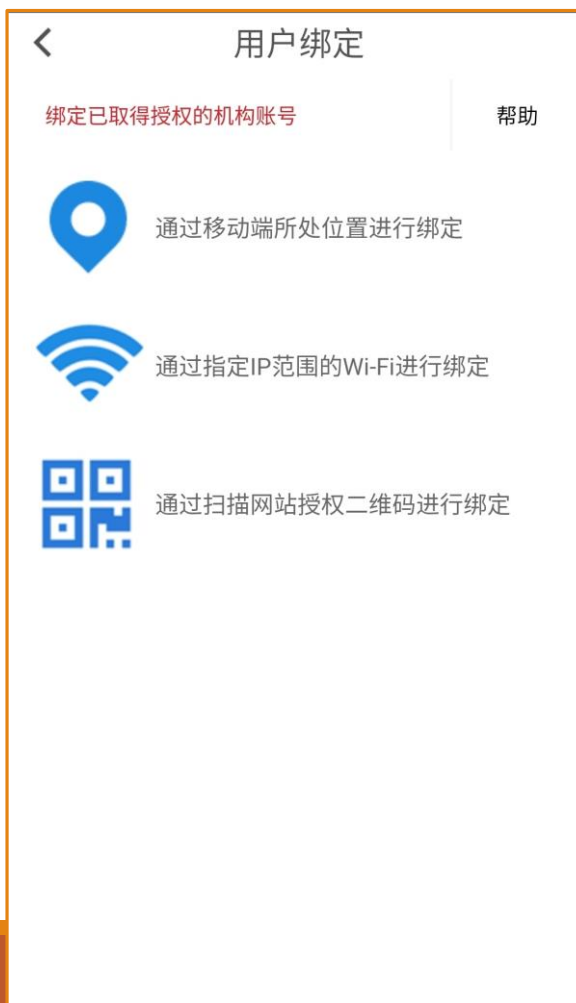 用户绑定
绑定已取得授权的机构账号
帮助
通过移动端所处位置进行绑定
通过指定IP范围的Wi-Fi进行绑定
通过扫描网站授权二维码进行绑定